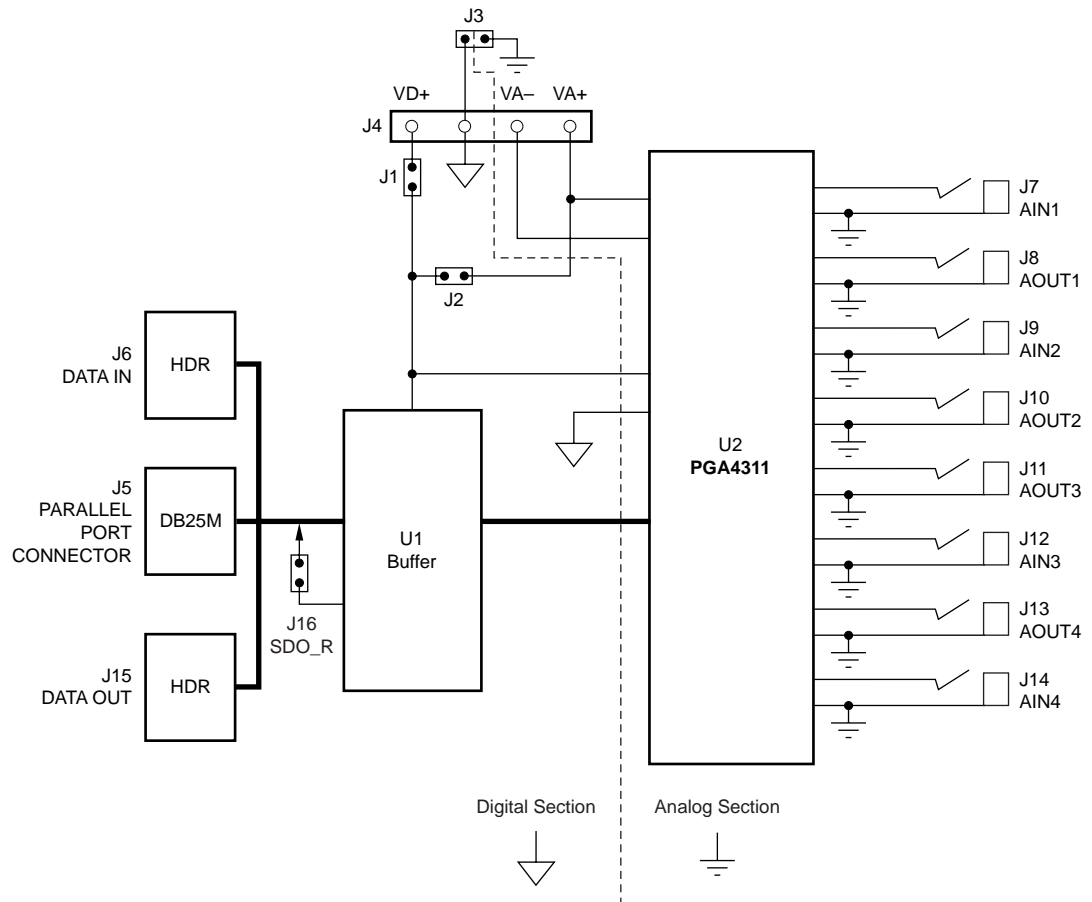 J3
VD+
VA–
VA+
J4
J1
J2
J6
DATA IN
HDR
J5
PARALLEL
PORT
CONNECTOR
DB25M
J15
DATA OUT
HDR
J16
SDO_R
U1
Buffer
U2
PGA4311
J7
AIN1
J8
AOUT1
J9
AIN2
J10
AOUT2
J11
AOUT3
J12
AIN3
J13
AOUT4
J14
AIN4
Digital Section
Analog Section